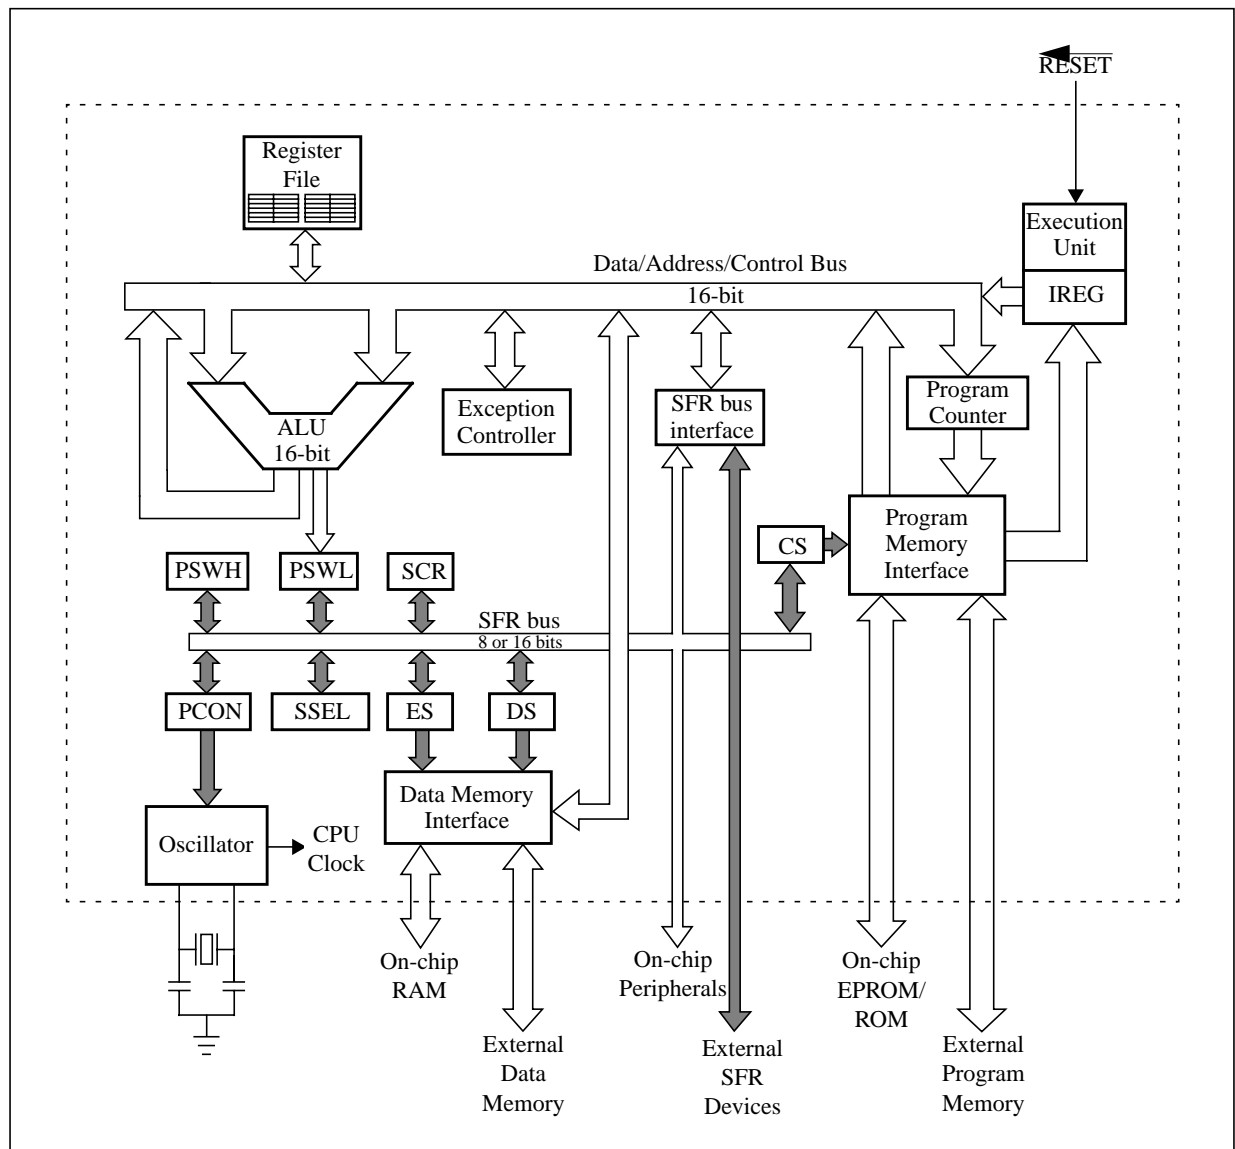 RESET
Register
File
Execution
Unit
Data/Address/Control Bus
16-bit
IREG
Program
Counter
SFR bus
interface
Exception
Controller
ALU
16-bit
Program
Memory
Interface
CS
PSWH
PSWL
SCR
SFR bus
8 or 16 bits
PCON
SSEL
ES
DS
Data Memory
Interface
Oscillator
CPU
Clock
On-chip
RAM
On-chip
Peripherals
On-chip
EPROM/
ROM
External
Data
Memory
External
SFR
Devices
External
Program
Memory